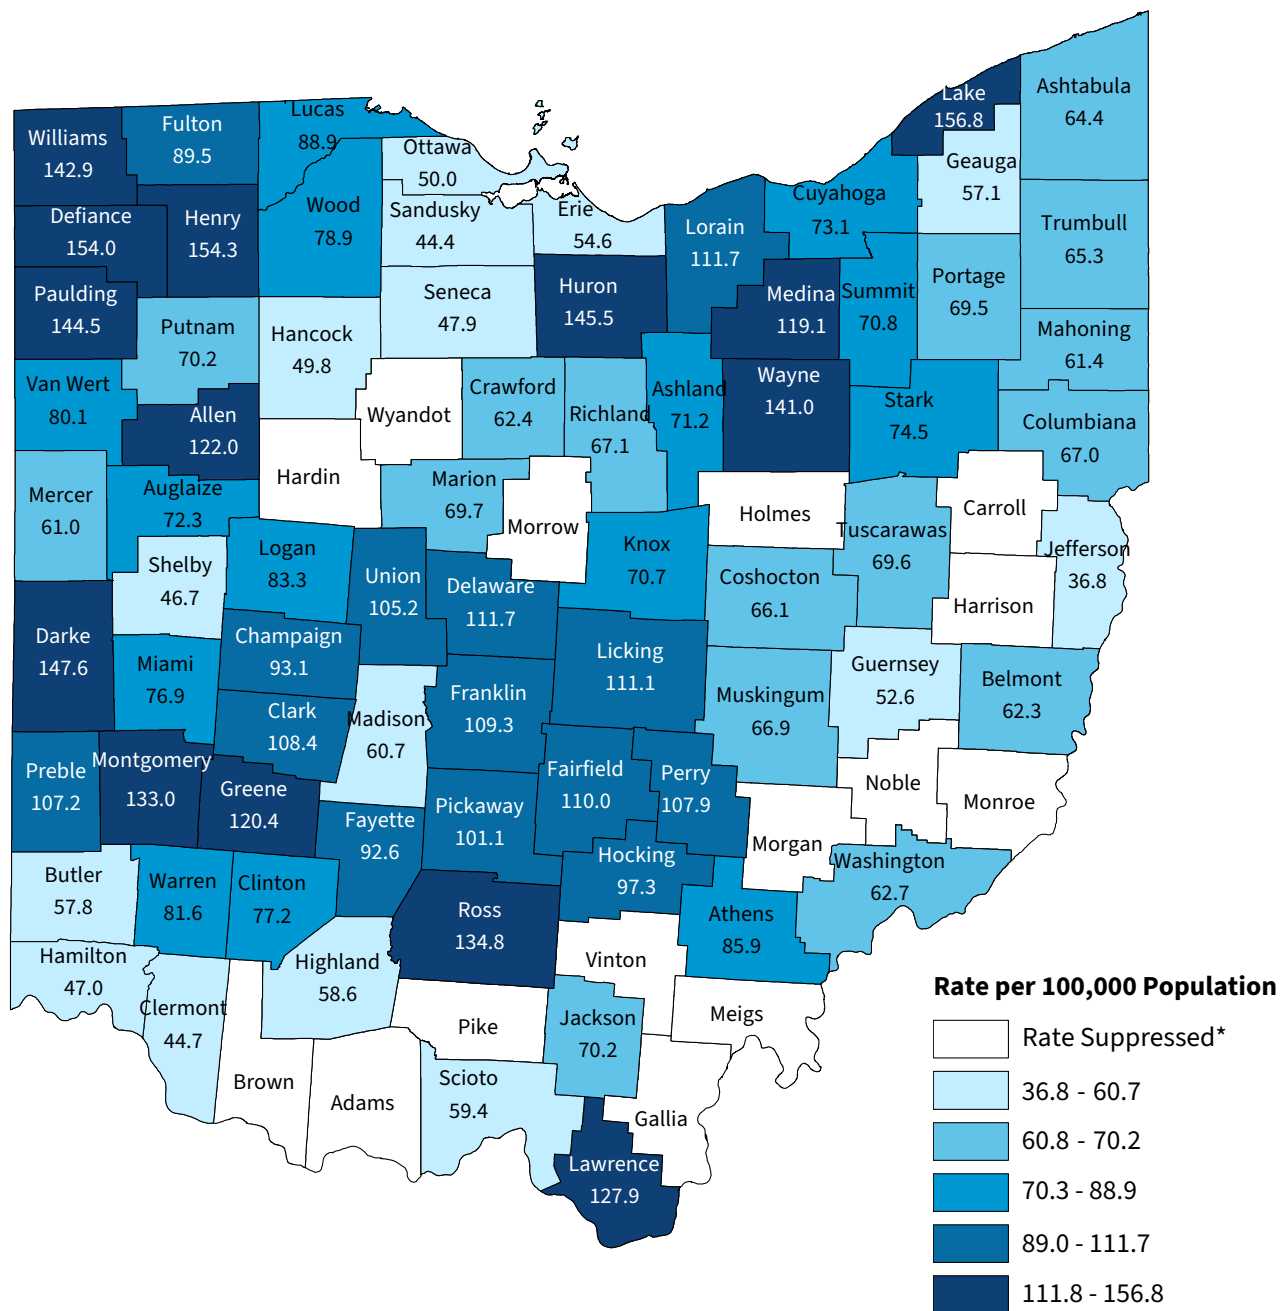 Lake
156.8
Ashtabula
64.4
Williams
142.9
Fulton
89.5
Lucas
88.9
Ottawa
50.0
Geauga
57.1
Defiance
154.0
Henry
154.3
Wood
78.9
Sandusky
44.4
Erie
54.6
Lorain
111.7
Cuyahoga
73.1
Trumbull
65.3
Paulding
144.5
Putnam
70.2
Hancock
49.8
Seneca
47.9
Huron
145.5
Medina
119.1
Summit
70.8
Portage
69.5
Mahoning
61.4
Van Wert
80.1
Allen
122.0
Wyandot
Crawford
62.4
Richland
67.1
Ashland
71.2
Wayne
141.0
Stark
74.5
Columbiana
67.0
Mercer
61.0
Auglaize
72.3
Hardin
Marion
69.7
Morrow
Holmes
Tuscarawas
69.6
Carroll
Jefferson
36.8
Shelby
46.7
Logan
83.3
Union
105.2
Delaware
111.7
Knox
70.7
Coshocton
66.1
Harrison
Darke
147.6
Miami
76.9
Champaign
93.1
Licking
111.1
Guernsey
52.6
Belmont
62.3
Clark
108.4
Madison
60.7
Franklin
109.3
Muskingum
66.9
Preble
107.2
Montgomery
133.0
Greene
120.4
Fayette
92.6
Pickaway
101.1
Fairfield
110.0
Perry
107.9
Noble
Monroe
Morgan
Hocking
97.3
Washington
62.7
Butler
57.8
Warren
81.6
Clinton
77.2
Ross
134.8
Athens
85.9
Hamilton
47.0
Highland
58.6
Vinton
Clermont
44.7
Pike
Jackson
70.2
Meigs
Brown
Adams
Scioto
59.4
Gallia
Lawrence
127.9
Rate per 100,000 Population
Rate Suppressed*
36.8 - 60.7
60.8 - 70.2
70.3 - 88.9
89.0 - 111.7
111.8 - 156.8